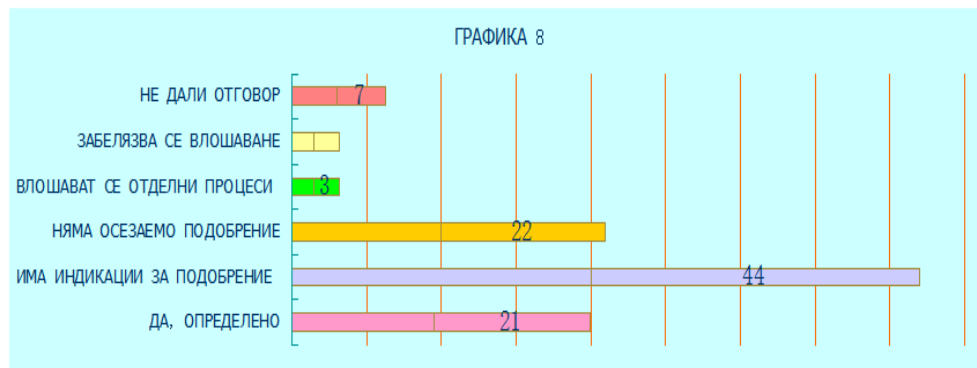 ГРАФИКА 8
НЕ ДАЛИ ОТГОВОР
7
ЗАБЕЛЯЗВА СЕ ВЛОШАВАНЕ
ВЛОШАВАТ СЕ ОТДЕЛНИ ПРОЦЕСИ
3
НЯМА ОСЕЗАЕМО ПОДОБРЕНИЕ
22
ИМА ИНДИКАЦИИ ЗА ПОДОБРЕНИЕ
44
ДА, ОПРЕДЕЛЕНО
21